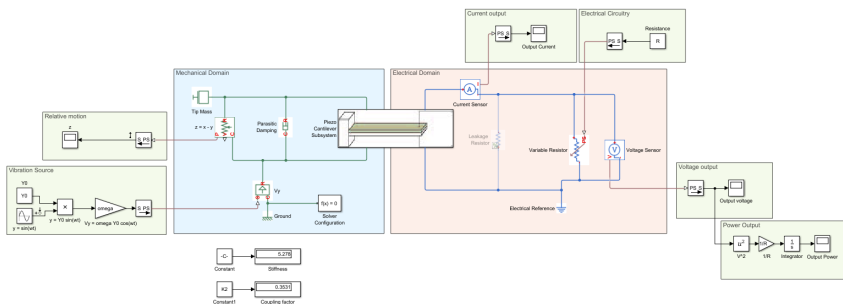 Current output
PS S
Output Current
Electrical Circuitry
Resistance
PS S
R
Mechanical Domain
Tip Mass
z = x - y
Parasitic
Damping
Piezo
Cantilever
Subsystem
Electrical Domain
A
Current Sensor
Leakage
Resistor
Variable Resistor
PS
V
Voltage Sensor
Electrical Reference
Relative motion
z
S PS
Vibration Source
Y0
Y0
×
y = sin(wt)
y = Y0 sin(wt)
omega
Vy = omega Y0 cos(wt)
S PS
Vy
Ground
f(x) = 0
Solver
Configuration
Voltage output
PS S
Output voltage
Power Output
u²
V^2
1/R
1/R
1
s
Integrator
Output Power
-C-
Constant
5.278
Stiffness
K2
Constant1
0.3531
Coupling factor